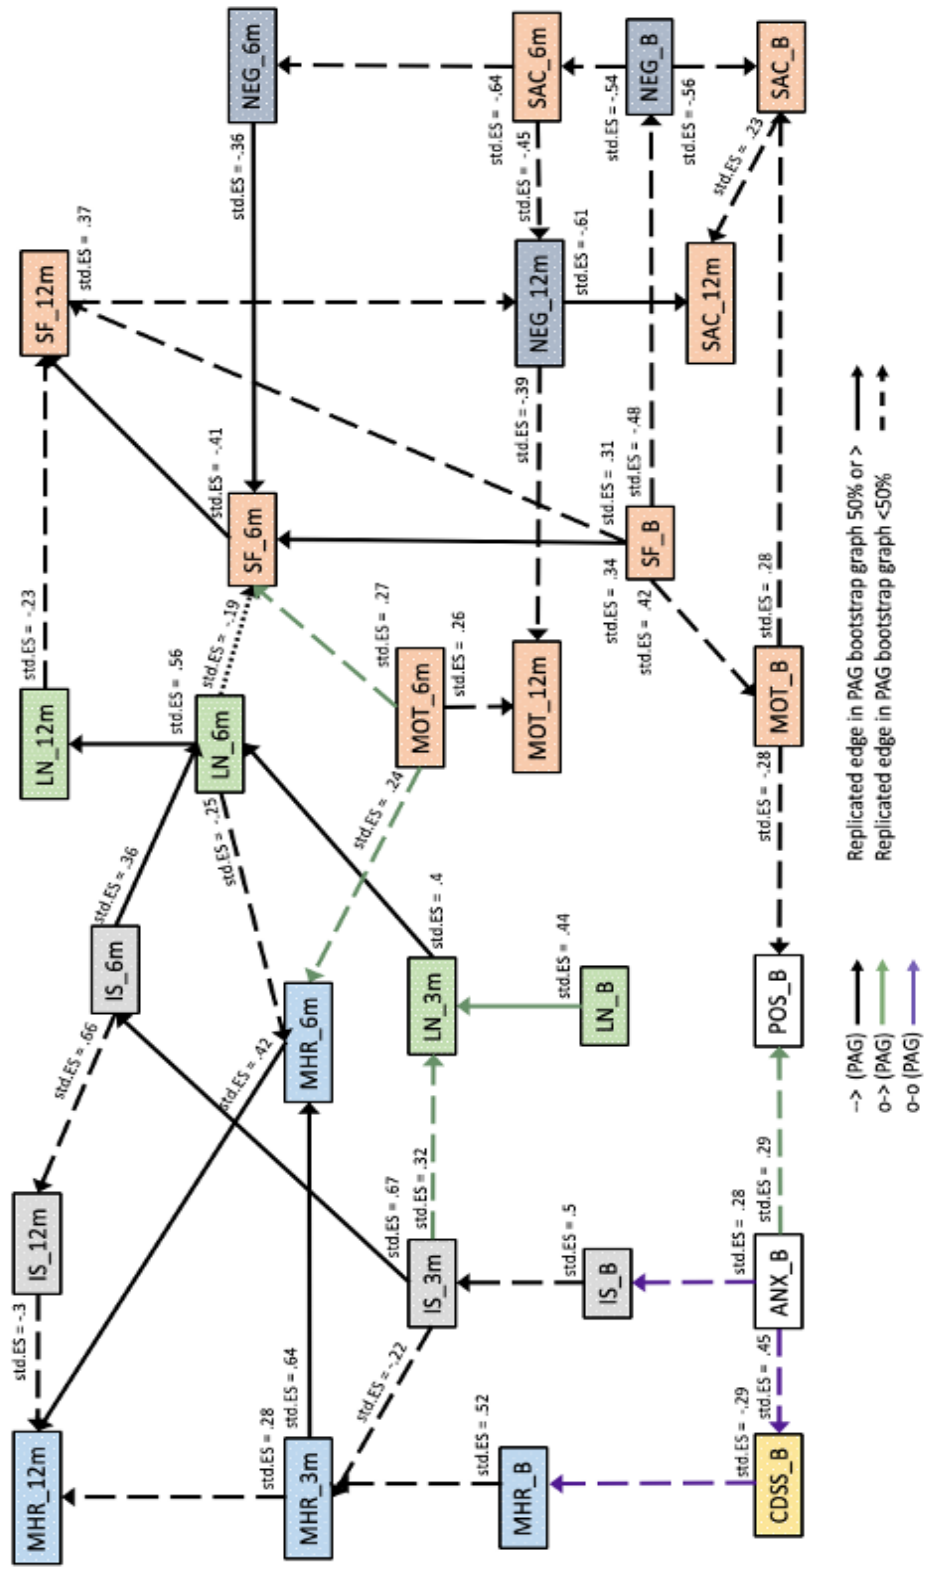 MHR_12m
std.ES = -.3
IS_12m
LN_12m
std.ES = -.23
SF_12m
std.ES = .37
std.ES = .66
IS_6m
std.ES = .36
std.ES = .56
LN_6m
std.ES = -.25
std.ES = -.19
std.ES = -.41
SF_6m
std.ES = -.36
NEG_6m
std.ES = .28
std.ES = .64
MHR_3m
std.ES = .42
MHR_6m
std.ES = -.22
std.ES = .67
IS_3m
std.ES = .32
LN_3m
std.ES = .4
std.ES = .24
std.ES = .27
MOT_6m
std.ES = .26
MHR_B
std.ES = .52
MOT_12m
std.ES = -.39
NEG_12m
std.ES = -.45
std.ES = -.64
SAC_6m
std.ES = -.61
IS_B
std.ES = .5
LN_B
std.ES = .44
std.ES = .34
std.ES = .42
SF_B
std.ES = .31
std.ES = -.48
std.ES = -.54
NEG_B
std.ES = -.56
SAC_12m
std.ES = .23
std.ES = -.29
CDSS_B
std.ES = .45
std.ES = .28
ANX_B
std.ES = .29
POS_B
std.ES = -.28
MOT_B
std.ES = .28
SAC_B
--> (PAG)
o-> (PAG)
o-o (PAG)
Replicated edge in PAG bootstrap graph 50% or >
Replicated edge in PAG bootstrap graph <50%